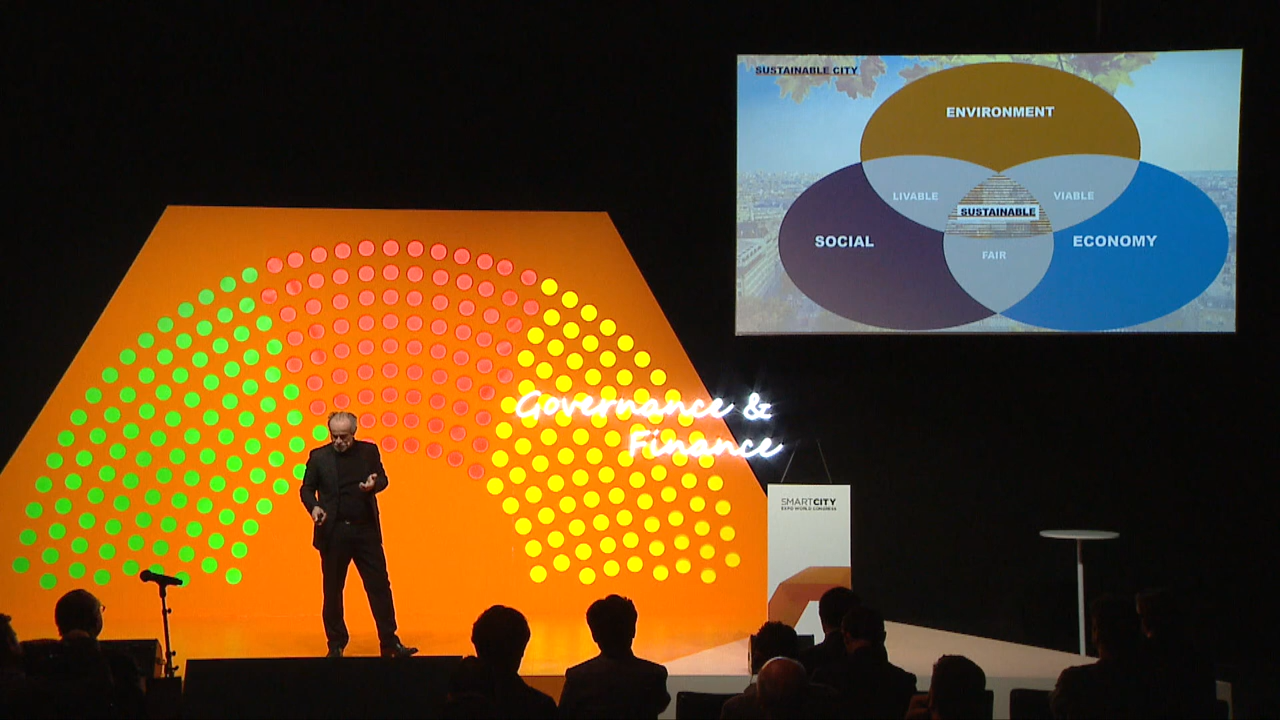 SUSTAINABLE CITY
ENVIRONMENT
LIVABLE
VIABLE
SUSTAINABLE
SOCIAL
ECONOMY
FAIR
Governance &
Finance
SMARTCITY
EXPO WORLD CONGRESS